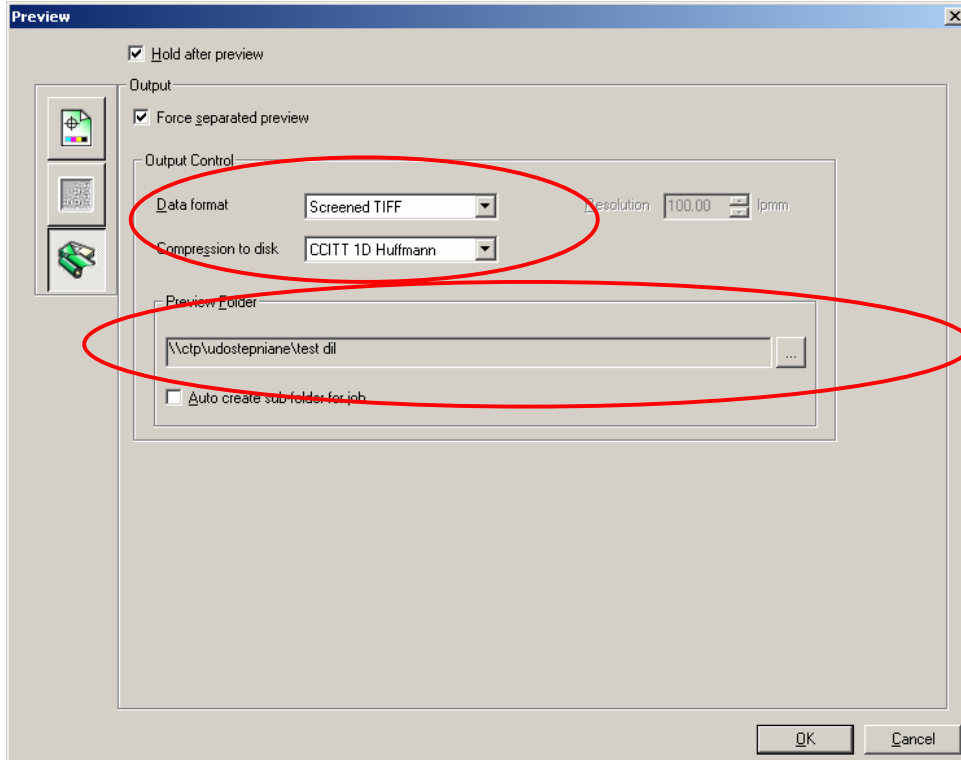 Preview
Hold after preview
Output
Force separated preview
Output Control
Data format Screened TIFF Resolution 100.00 lpmm
Compression to disk CCITT 1D Huffmann
Preview Folder
\\ctp\udostepniane\test dil
...
Auto create sub folder for job
OK Cancel